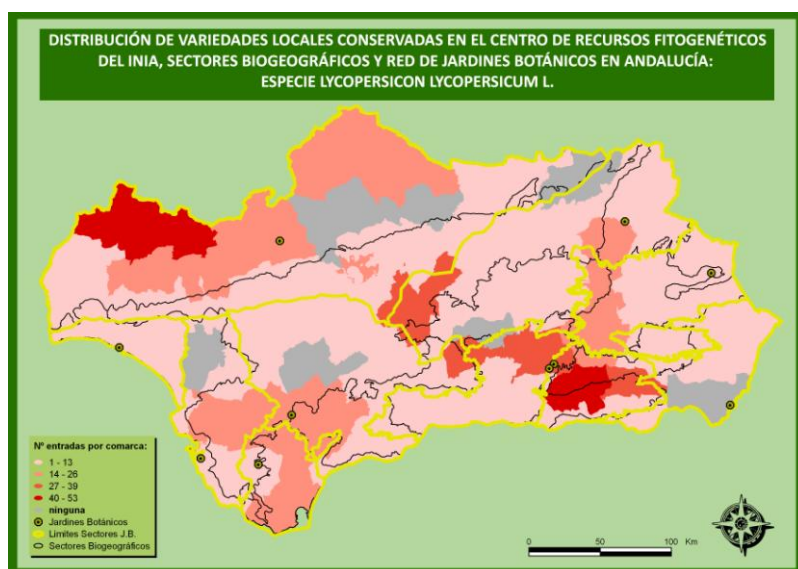 DISTRIBUCIÓN DE VARIEDADES LOCALES CONSERVADAS EN EL CENTRO DE RECURSOS FITOGENÉTICOS
DEL INIA, SECTORES BIOGEOGRÁFICOS Y RED DE JARDINES BOTÁNICOS EN ANDALUCÍA:
ESPECIE LYCOPERSICON LYCOPERSICUM L.
Nº entradas por comarca:
1 - 13
14 - 26
27 - 39
40 - 53
ninguna
Jardines Botánicos
Límites Sectores J.B.
Sectores Biogeográficos
0 50 100 Km